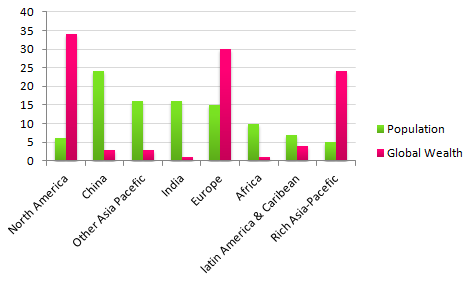 40
35
30
25
20
15
10
5
0
North America
China
Other Asia Pacefic
India
Europe
Africa
latin America & Caribean
Rich Asia-Pacefic
Population
Global Wealth